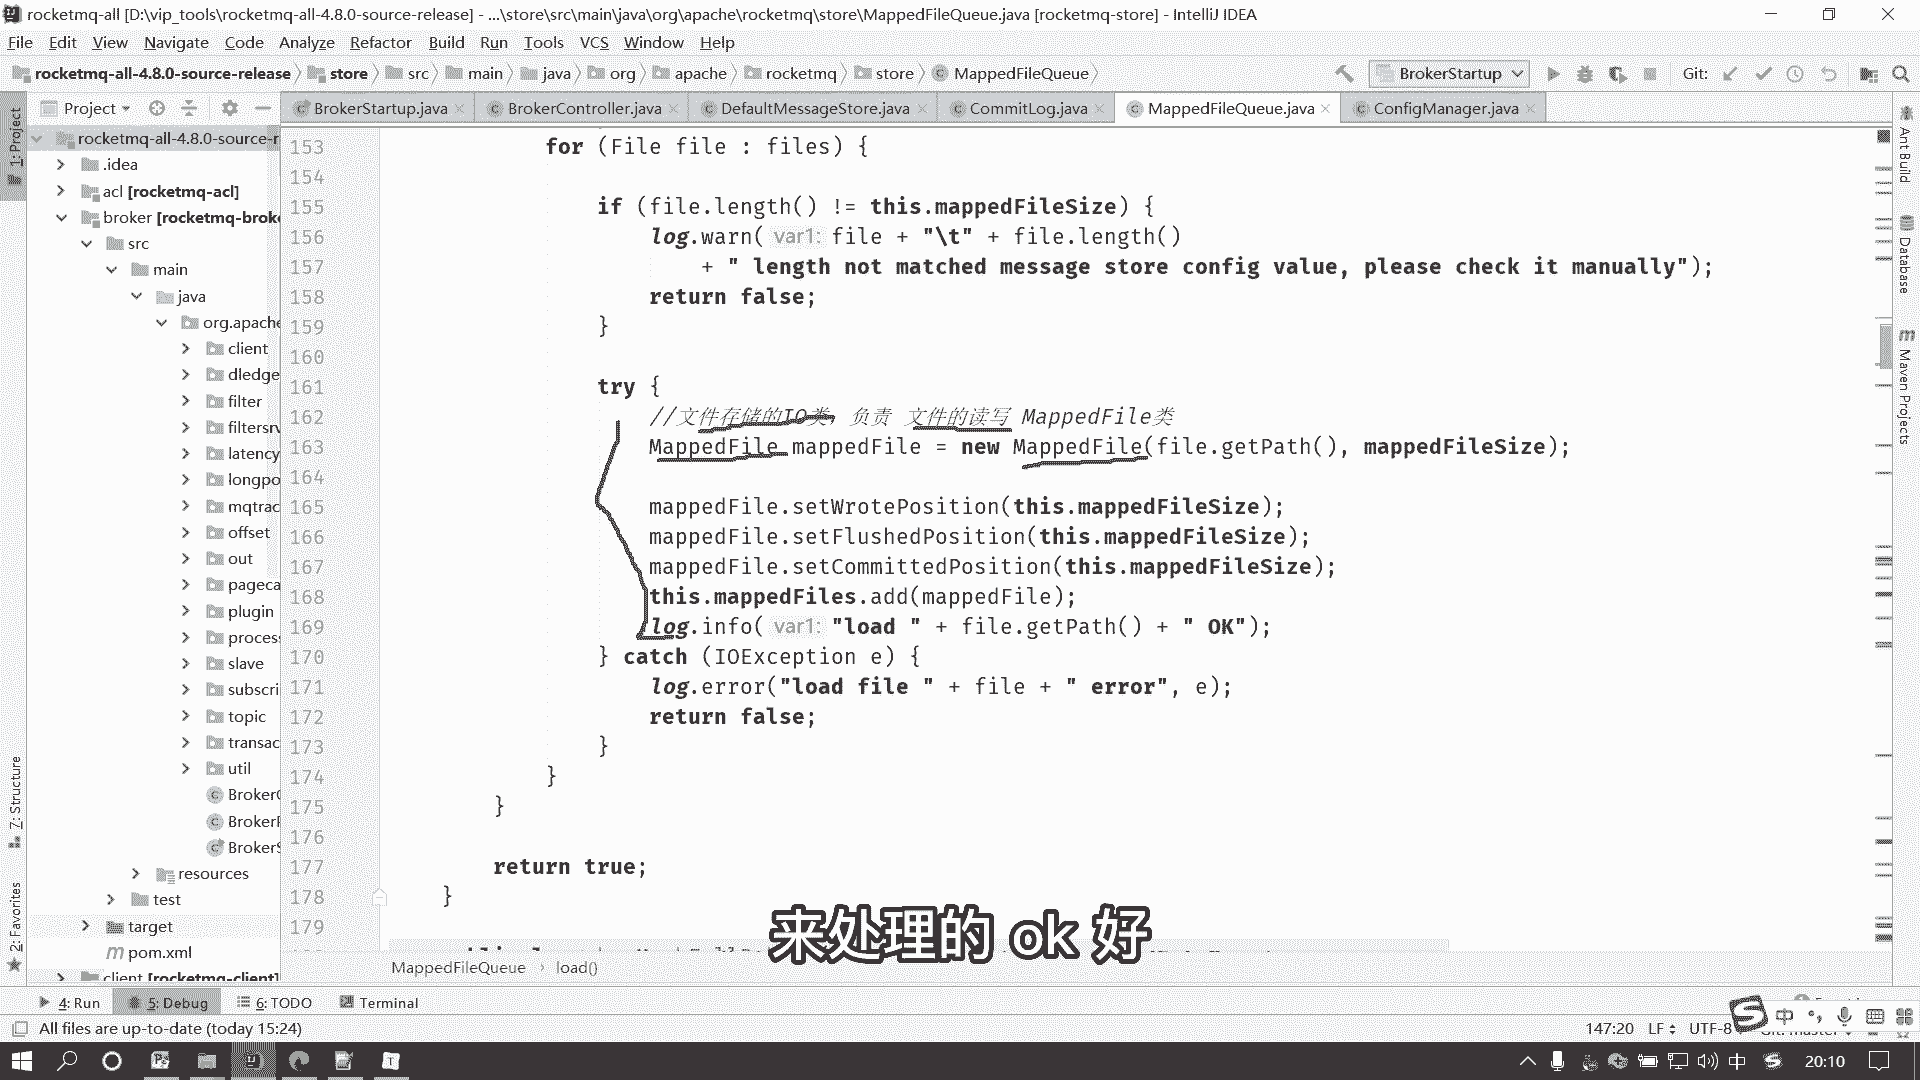 rocketmq-all [D:\vip_tools\rocketmq-all-4.8.0-source-release] - ...\store\src\main\java\org\apache\rocketmq\store\MappedFileQueue.java [rocketmq-store] - IntelliJ IDEA
File Edit View Navigate Code Analyze Refactor Build Run Tools VCS Window Help
rocketmq-all-4.8.0-source-release store src main java org apache rocketmq store MappedFileQueue BrokerStartup Git:
Project BrokerStartup.java BrokerController.java DefaultMessageStore.java CommitLog.java MappedFileQueue.java ConfigManager.java
1: Project
7: Structure
2: Favorites
Ant Build
Database
Maven Projects
rocketmq-all-4.8.0-source-r
.idea
acl [rocketmq-acl]
broker [rocketmq-broke
src
main
java
org.apache
client
dledge
filter
filtersrv
latency
longpo
mqtrac
offset
out
pageca
plugin
proces
slave
subscri
topic
transac
util
Broker
Broker
Broker
resources
test
target
pom.xml
client [rocketmq-client]
153 for (File file : files) {
154
155 if (file.length() != this.mappedFileSize) {
156 log.warn( var1: file + "\t" + file.length()
157 + " length not matched message store config value, please check it manually");
158 return false;
159 }
160
161 try {
162 //文件存储的IO类，负责 文件的读写 MappedFile类
163 MappedFile mappedFile = new MappedFile(file.getPath(), mappedFileSize);
164
165 mappedFile.setWrotePosition(this.mappedFileSize);
166 mappedFile.setFlushedPosition(this.mappedFileSize);
167 mappedFile.setCommittedPosition(this.mappedFileSize);
168 this.mappedFiles.add(mappedFile);
169 log.info( var1: "load " + file.getPath() + " OK");
170 } catch (IOException e) {
171 log.error("load file " + file + " error", e);
172 return false;
173 }
174 }
175 }
176
177 return true;
178 }
179
来处理的 ok 好
MappedFileQueue › load()
4: Run 5: Debug 6: TODO Terminal
All files are up-to-date (today 15:24) 147:20 LF UTF-8
中
中 20:10